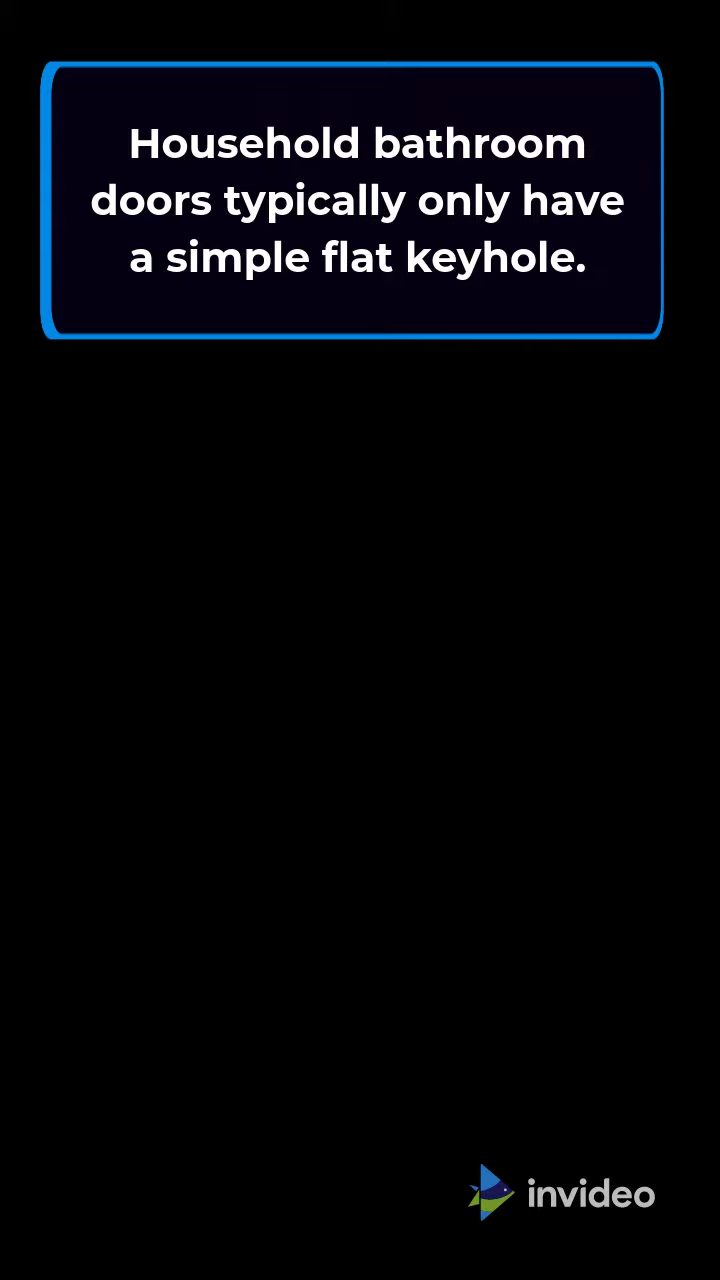 Household bathroom
doors typically only have
a simple flat keyhole.
invideo